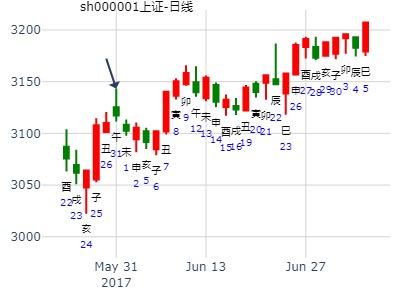 sh000001上证-日线
3200
3150
3100
3050
3000
酉
22
戌
23
亥
24
子
25
丑
26
午
31
未
1
申
2
亥
5
子
6
丑
7
寅
8
卯
9
午
12
未
13
申
14
酉
15
戌
16
丑
19
寅
20
卯
21
辰
22
巳
23
申
26
酉
27
戌
28
亥
29
子
30
卯
3
辰
4
巳
5
May 31
2017
Jun 13
Jun 27